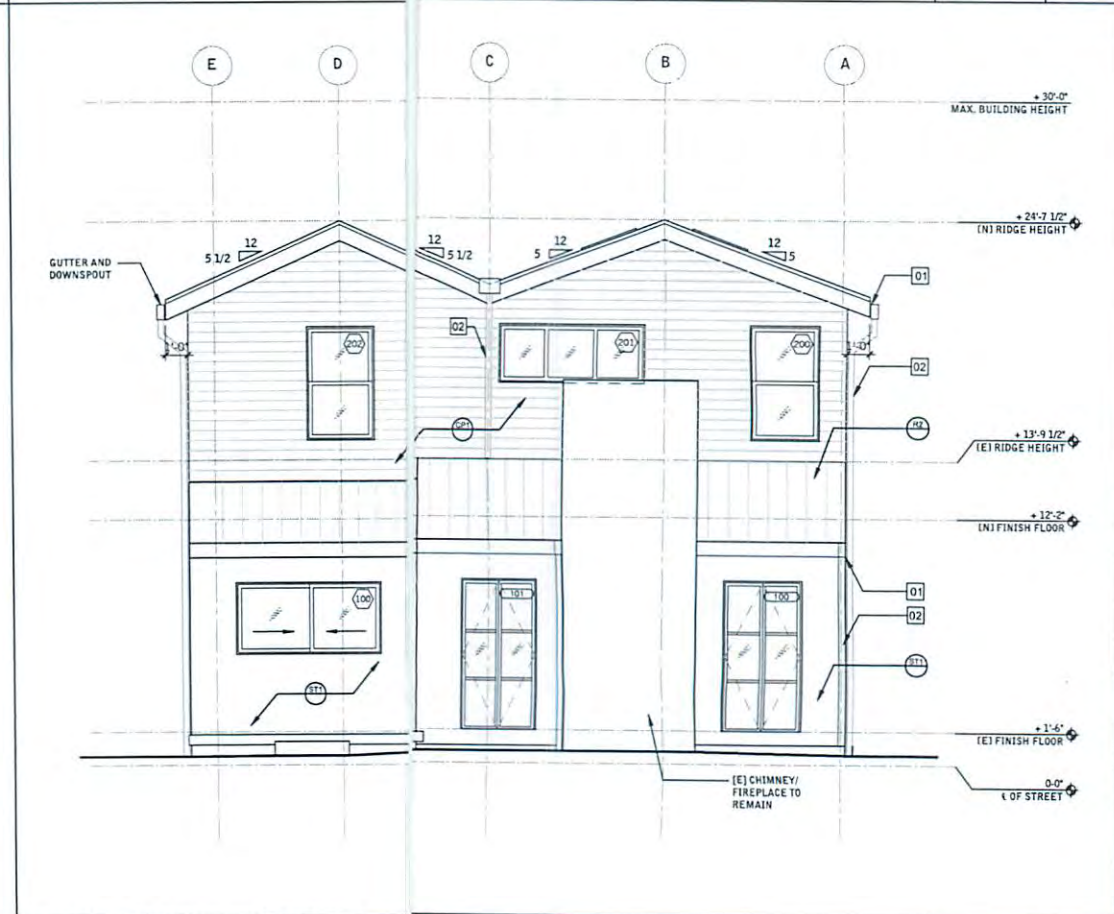 E
D
C
B
A
+ 30'-0"
MAX. BUILDING HEIGHT
+ 24'-7 1/2"
[N] RIDGE HEIGHT
12
5 1/2
12
5 1/2
12
5
12
5
GUTTER AND
DOWNSPOUT
01
02
202
201
200
1'-0"
1'-0"
02
R2
+ 13'-9 1/2"
[E] RIDGE HEIGHT
+ 12'-2"
[N] FINISH FLOOR
100
101
100
01
02
ST1
ST1
+ 1'-6"
[E] FINISH FLOOR
[E] CHIMNEY/
FIREPLACE TO
REMAIN
0-0"
℄ OF STREET